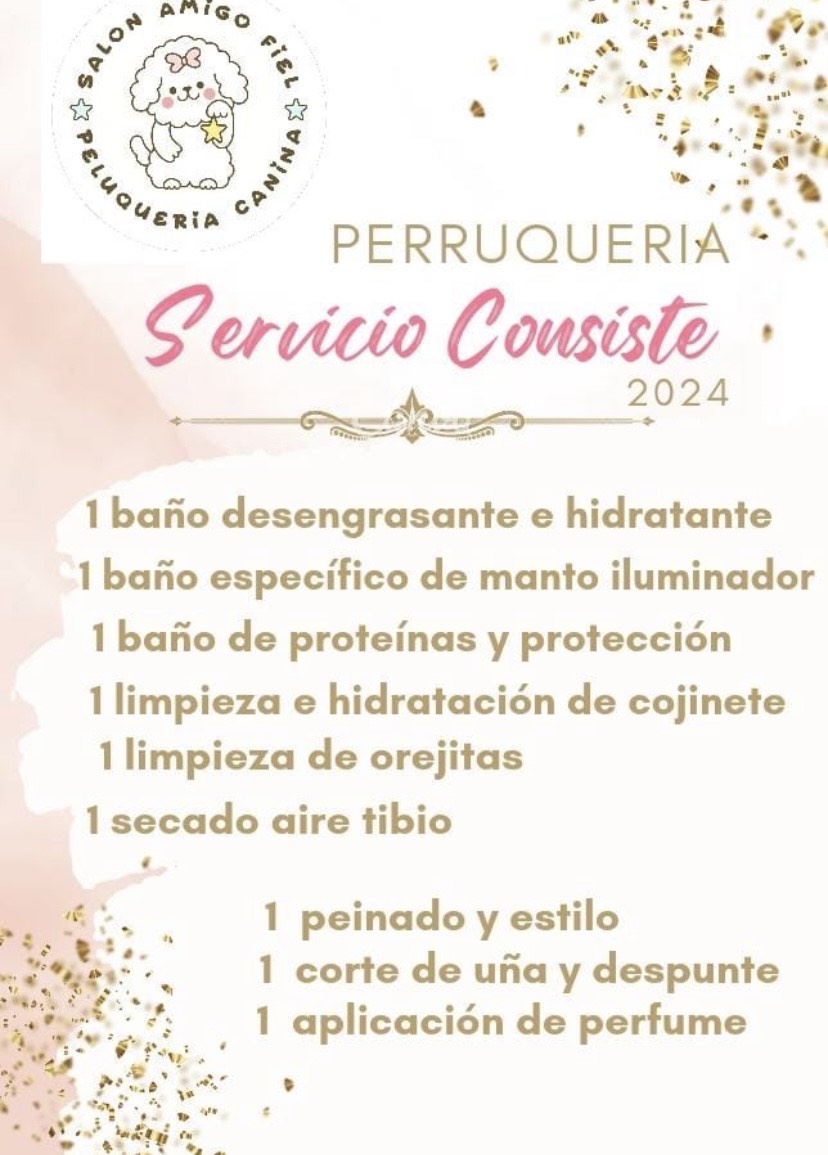 SALON AMIGO FIEL
PELUQUERIA CANINA
PERRUQUERIA
Servicio Consiste
2024
1 baño desengrasante e hidratante
1 baño específico de manto iluminador
1 baño de proteínas y protección
1 limpieza e hidratación de cojinete
1 limpieza de orejitas
1 secado aire tibio
1 peinado y estilo
1 corte de uña y despunte
1 aplicación de perfume